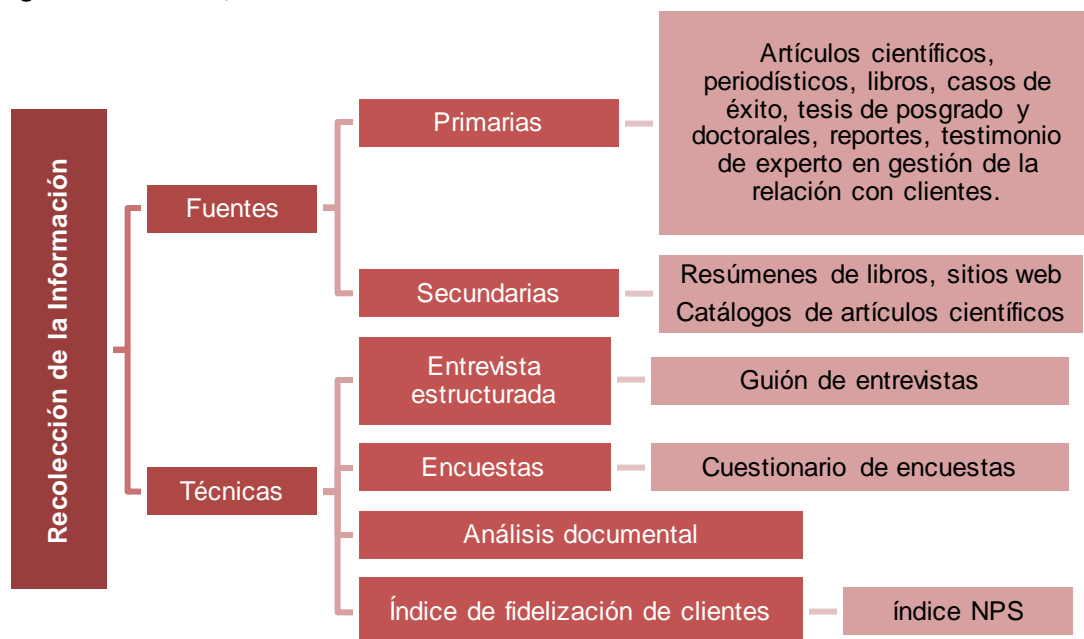 Recolección de la Información
Fuentes
Primarias
Artículos científicos,
periodísticos, libros, casos de
éxito, tesis de posgrado y
doctorales, reportes, testimonio
de experto en gestión de la
relación con clientes.
Secundarias
Resúmenes de libros, sitios web
Catálogos de artículos científicos
Técnicas
Entrevista
estructurada
Guión de entrevistas
Encuestas
Cuestionario de encuestas
Análisis documental
Índice de fidelización de clientes
índice NPS